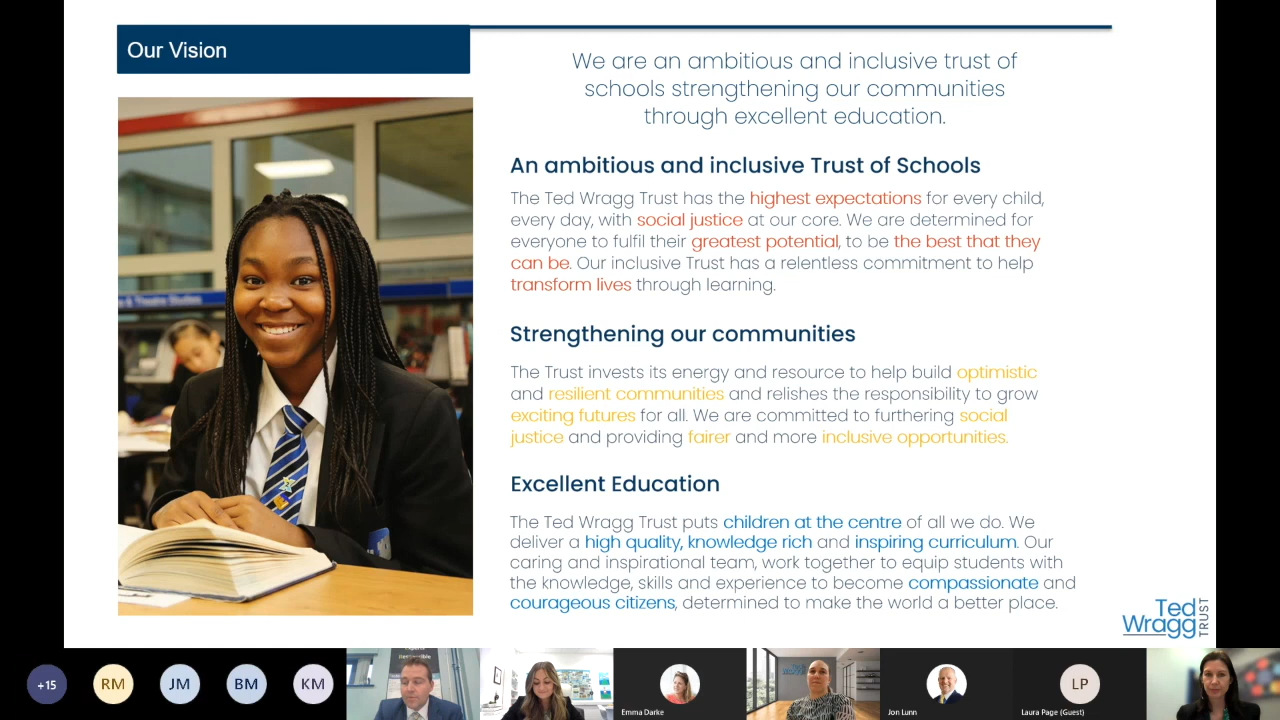 Our Vision
We are an ambitious and inclusive trust of
schools strengthening our communities
through excellent education.
An ambitious and inclusive Trust of Schools
The Ted Wragg Trust has the highest expectations for every child,
every day, with social justice at our core. We are determined for
everyone to fulfil their greatest potential, to be the best that they
can be. Our inclusive Trust has a relentless commitment to help
transform lives through learning.
Strengthening our communities
The Trust invests its energy and resource to help build optimistic
and resilient communities and relishes the responsibility to grow
exciting futures for all. We are committed to furthering social
justice and providing fairer and more inclusive opportunities.
Excellent Education
The Ted Wragg Trust puts children at the centre of all we do. We
deliver a high quality, knowledge rich and inspiring curriculum. Our
caring and inspirational team, work together to equip students with
the knowledge, skills and experience to become compassionate and
courageous citizens, determined to make the world a better place.
Ted
Wragg
TRUST
+15
RM
JM
BM
KM
Emma Darke
Jon Lunn
LP
Laura Page (Guest)